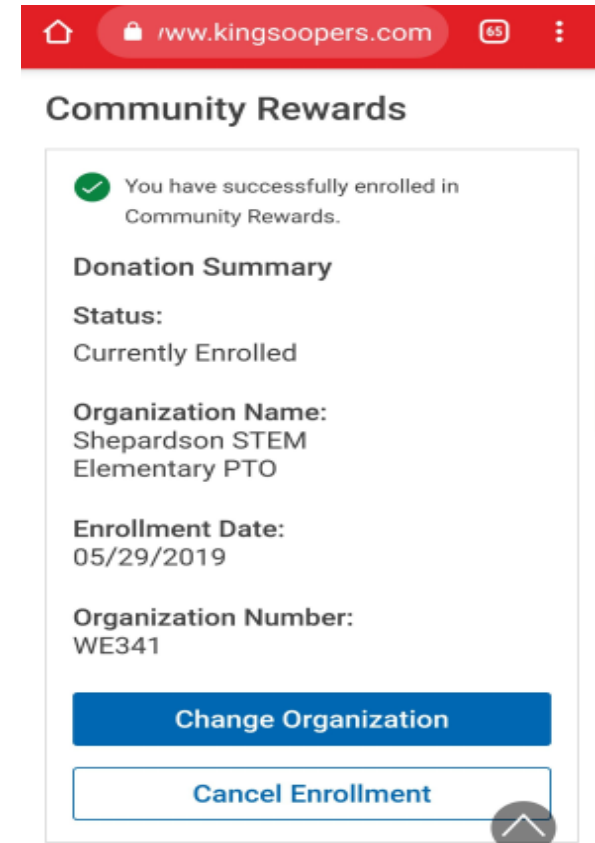 www.kingsoopers.com
65
Community Rewards
You have successfully enrolled in
Community Rewards.
Donation Summary
Status:
Currently Enrolled
Organization Name:
Shepardson STEM
Elementary PTO
Enrollment Date:
05/29/2019
Organization Number:
WE341
Change Organization
Cancel Enrollment